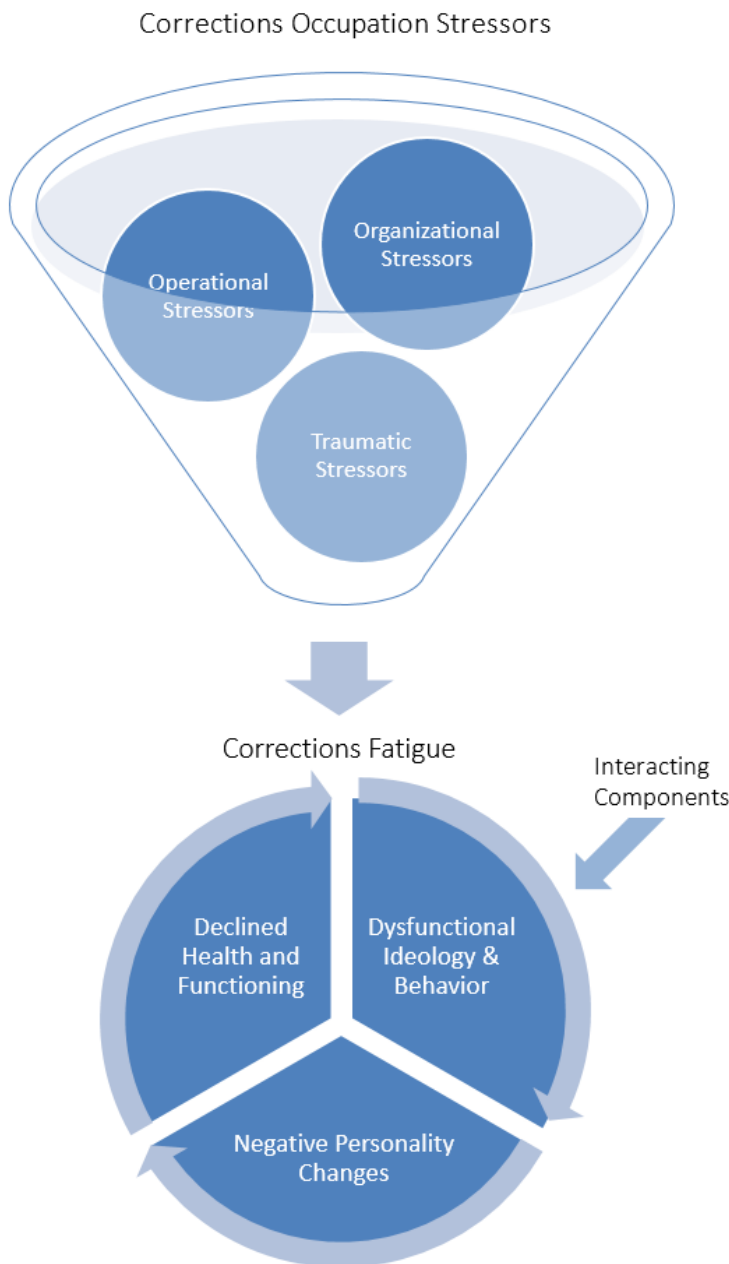 Corrections Occupation Stressors
Organizational
Stressors
Operational
Stressors
Traumatic
Stressors
Corrections Fatigue
Interacting
Components
Declined
Health and
Functioning
Dysfunctional
Ideology &
Behavior
Negative Personality
Changes